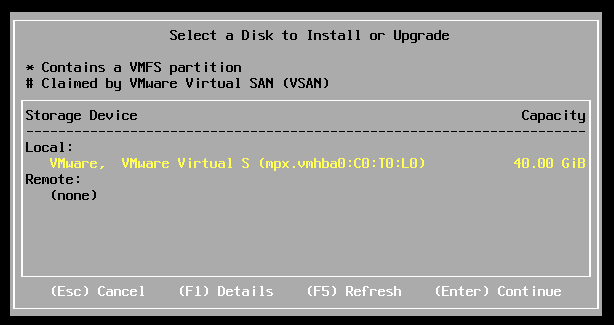 Select a Disk to Install or Upgrade
* Contains a VMFS partition
# Claimed by VMware Virtual SAN (VSAN)
Storage Device Capacity
--------------------------------------------------------------------------
Local:
VMware, VMware Virtual S (mpx.vmhba0:C0:T0:L0) 40.00 GiB
Remote:
(none)
(Esc) Cancel (F1) Details (F5) Refresh (Enter) Continue